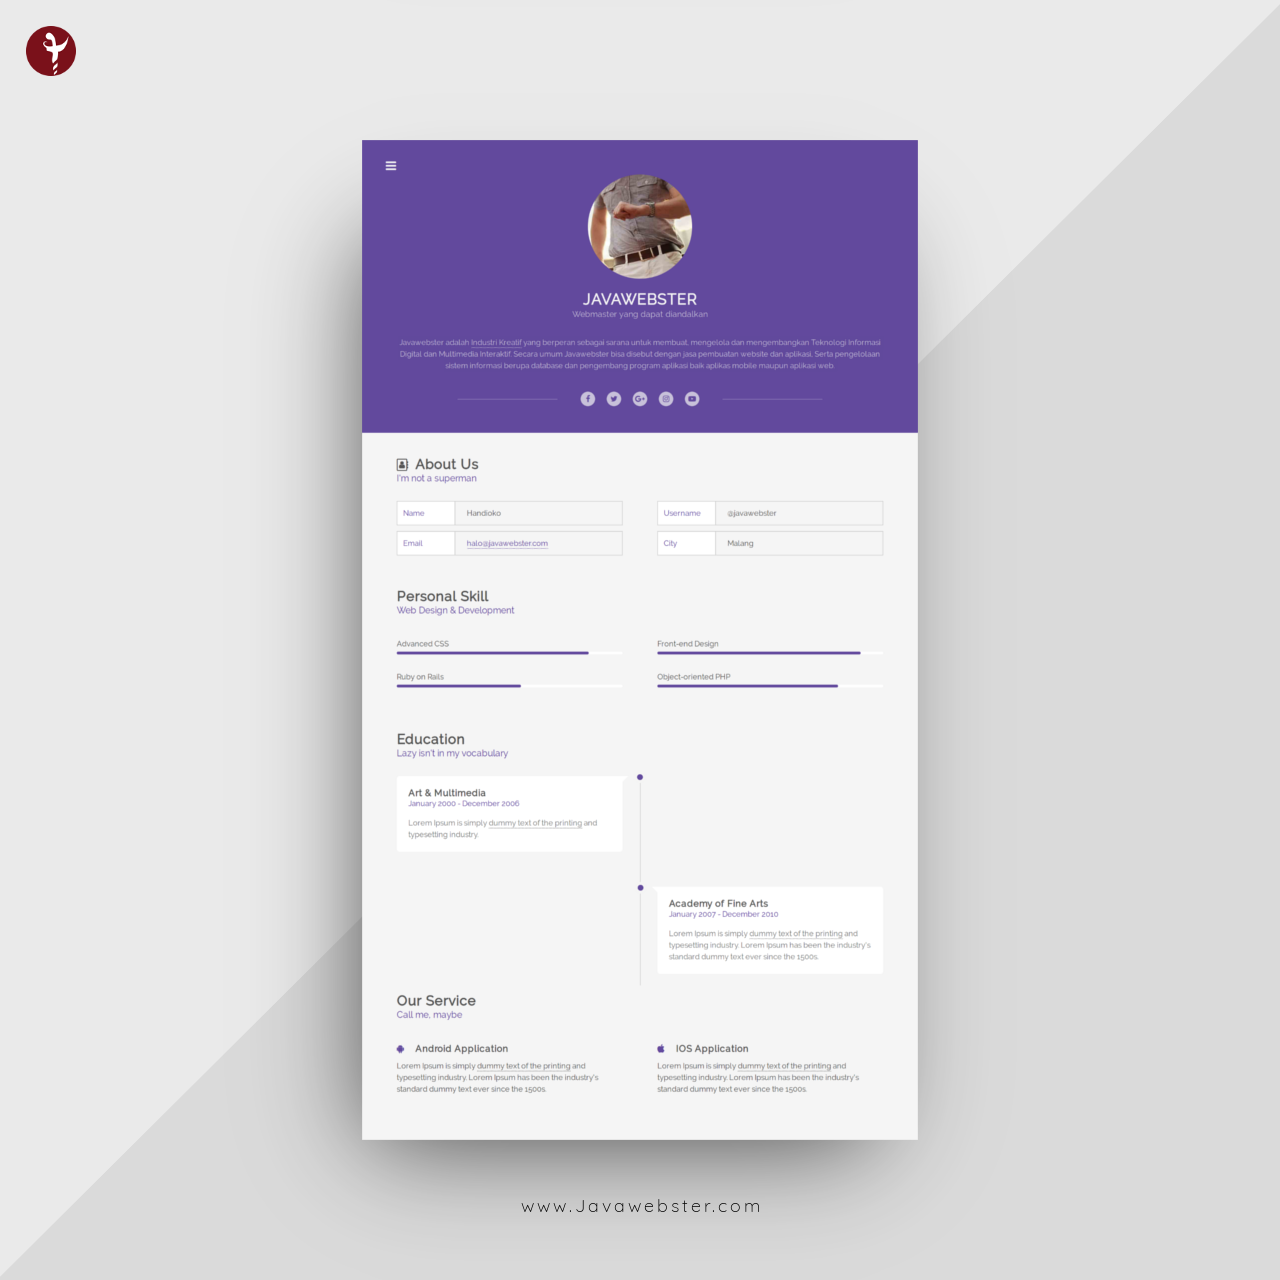 JAVAWEBSTER
Webmaster yang dapat diandalkan
Javawebster adalah Industri Kreatif yang berperan sebagai sarana untuk membuat, mengelola dan mengembangkan Teknologi Informasi
Digital dan Multimedia Interaktif. Secara umum Javawebster bisa disebut dengan jasa pembuatan website dan aplikasi. Serta pengelolaan
sistem informasi berupa database dan pengembang program aplikasi baik aplikas mobile maupun aplikasi web.
About Us
I'm not a superman
Name Handioko
Username @javawebster
Email halo@javawebster.com
City Malang
Personal Skill
Web Design & Development
Advanced CSS
Front-end Design
Ruby on Rails
Object-oriented PHP
Education
Lazy isn't in my vocabulary
Art & Multimedia
January 2000 - December 2006
Lorem Ipsum is simply dummy text of the printing and
typesetting industry.
Academy of Fine Arts
January 2007 - December 2010
Lorem Ipsum is simply dummy text of the printing and
typesetting industry. Lorem Ipsum has been the industry's
standard dummy text ever since the 1500s.
Our Service
Call me, maybe
Android Application
Lorem Ipsum is simply dummy text of the printing and
typesetting industry. Lorem Ipsum has been the industry's
standard dummy text ever since the 1500s.
IOS Application
Lorem Ipsum is simply dummy text of the printing and
typesetting industry. Lorem Ipsum has been the industry's
standard dummy text ever since the 1500s.
www.Javawebster.com